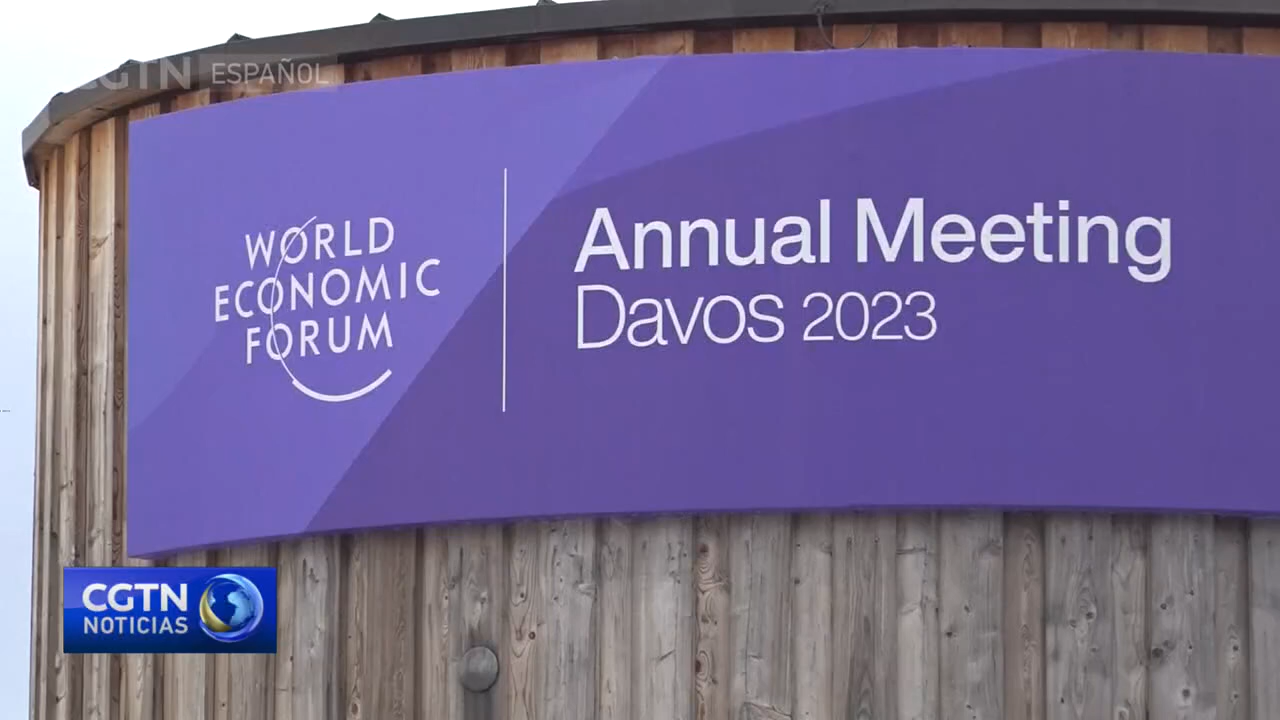 CGTN ESPAÑOL
WORLD
ECONOMIC
FORUM
Annual Meeting
Davos 2023
CGTN
NOTICIAS